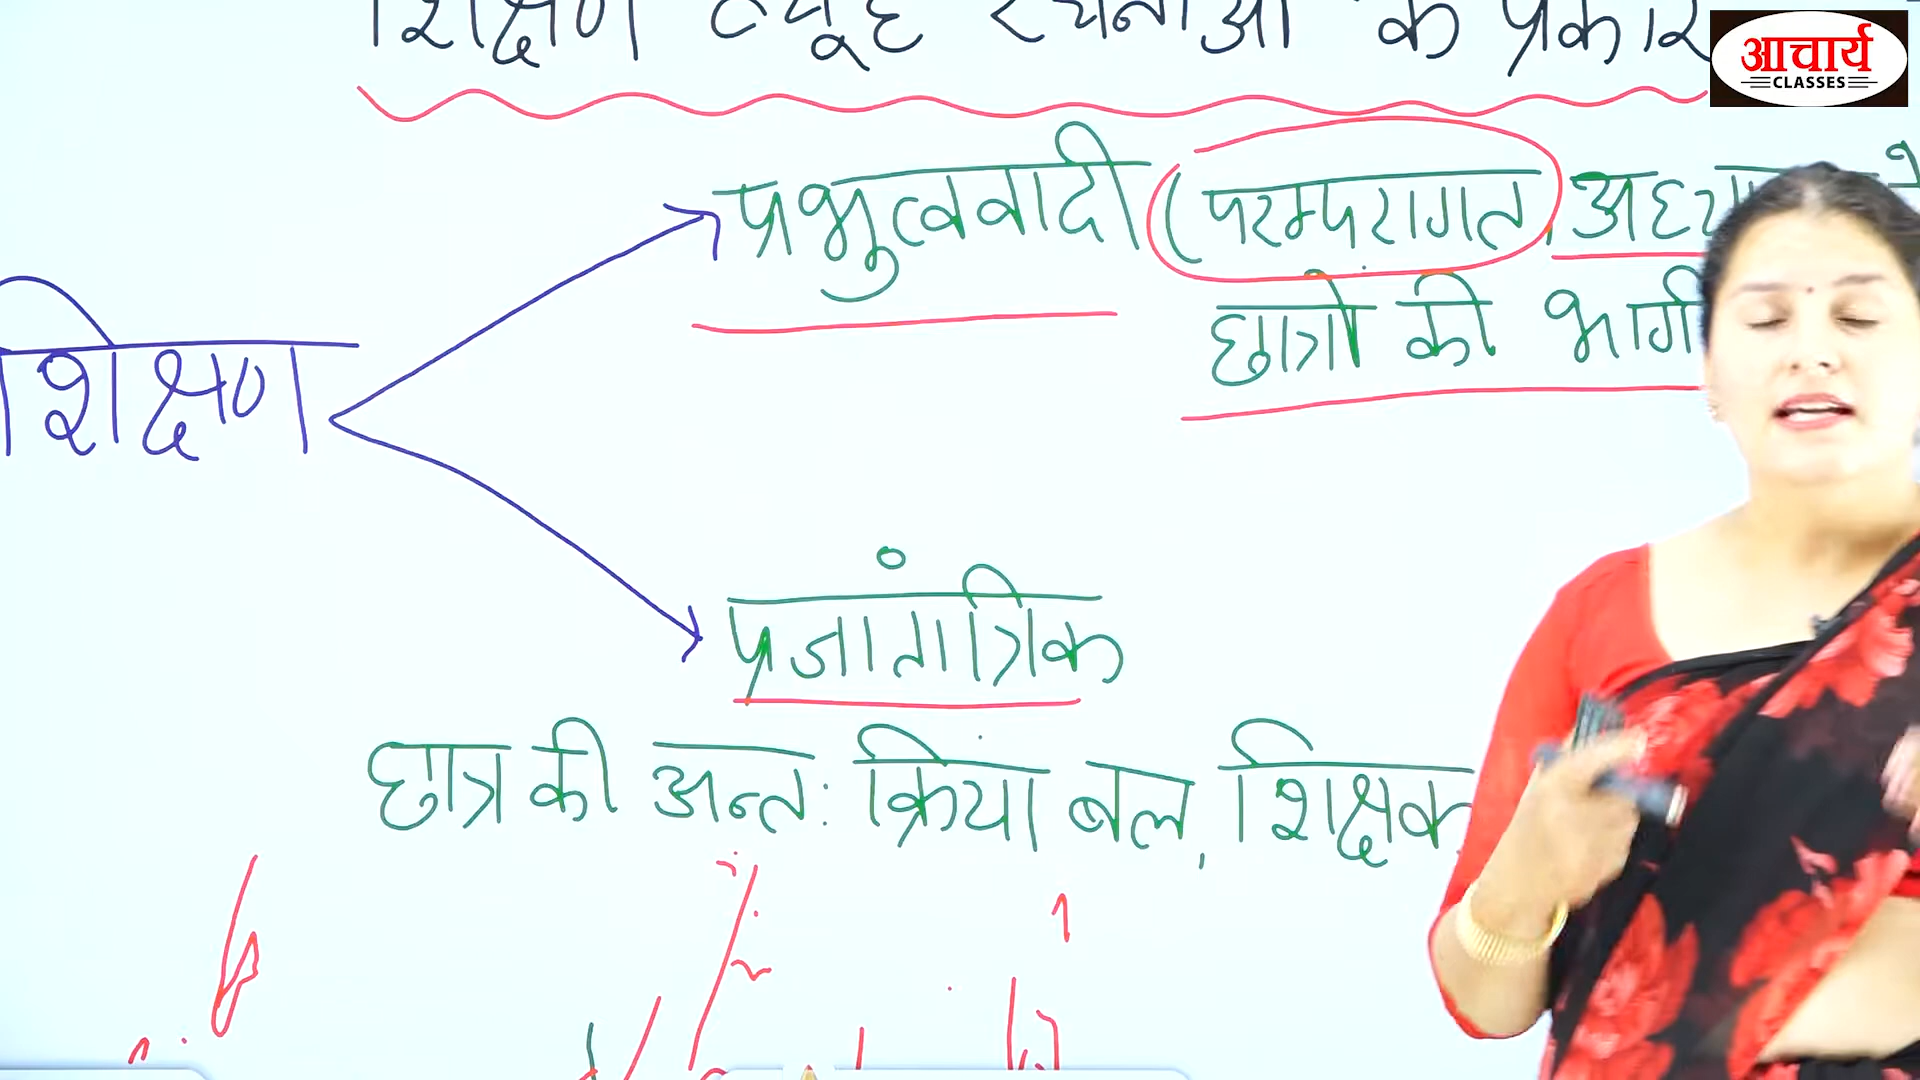 शिक्षण व्यूह रचनाओं के प्रकार
आचार्य
CLASSES
प्रभुत्ववादी (परम्परागत,
छात्रों की
शिक्षण
प्रजांतात्रिक
छात्र की अन्तः क्रिया बल, शिक्षक